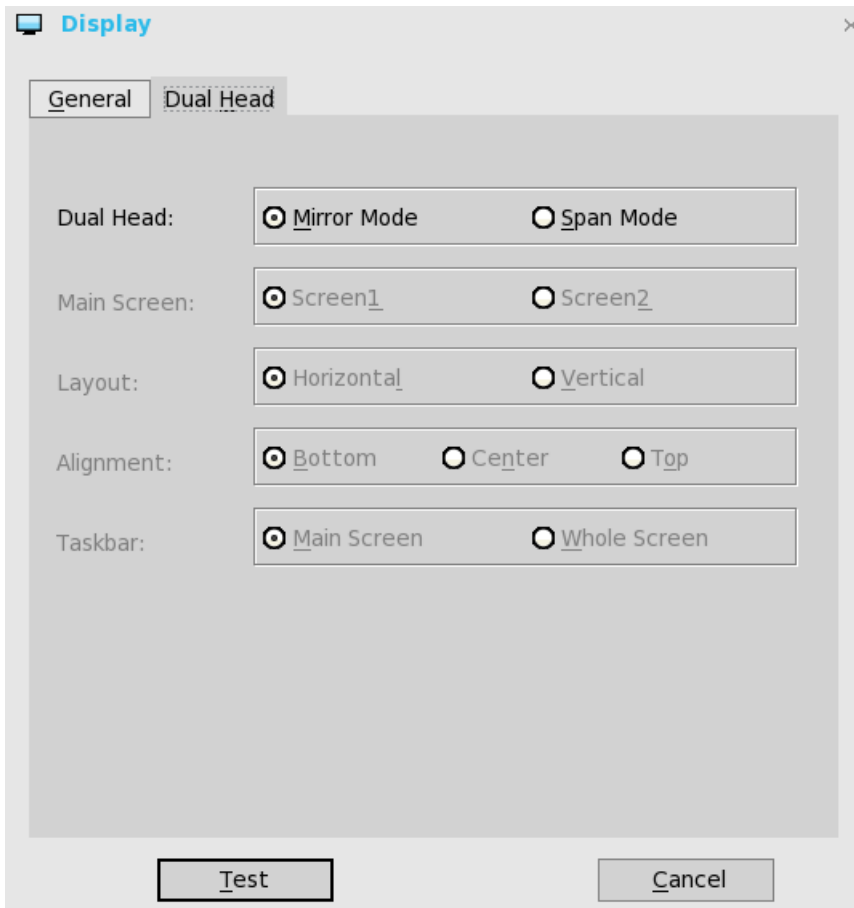 Display
General Dual Head
Dual Head: Mirror Mode Span Mode
Main Screen: Screen1 Screen2
Layout: Horizontal Vertical
Alignment: Bottom Center Top
Taskbar: Main Screen Whole Screen
Test Cancel